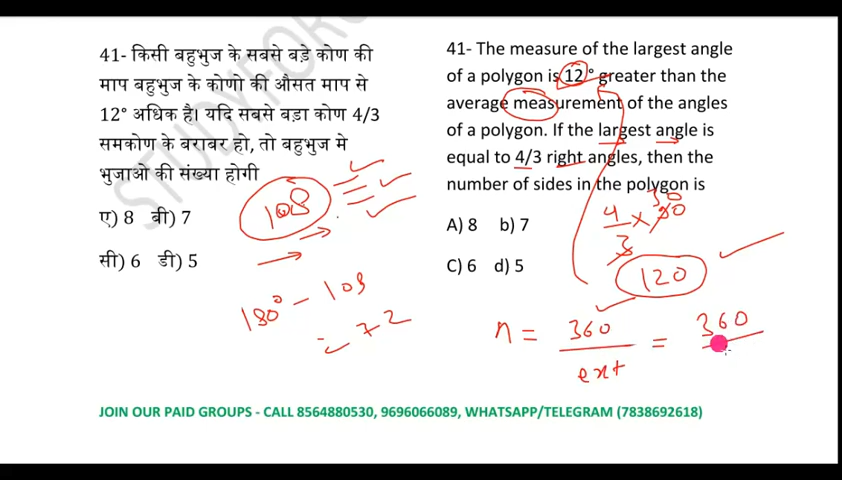 41- किसी बहुभुज के सबसे बड़े कोण की
माप बहुभुज के कोणो की औसत माप से
12° अधिक है। यदि सबसे बड़ा कोण 4/3
समकोण के बराबर हो, तो बहुभुज मे
भुजाओ की संख्या होगी
ए) 8 बी) 7
सी) 6 डी) 5
108
180° - 108
= 72
41- The measure of the largest angle
of a polygon is 12° greater than the
average measurement of the angles
of a polygon. If the largest angle is
equal to 4/3 right angles, then the
number of sides in the polygon is
A) 8 b) 7
C) 6 d) 5
30
4/3 × 90
120
n = 360/ext = 360
JOIN OUR PAID GROUPS - CALL 8564880530, 9696066089, WHATSAPP/TELEGRAM (7838692618)